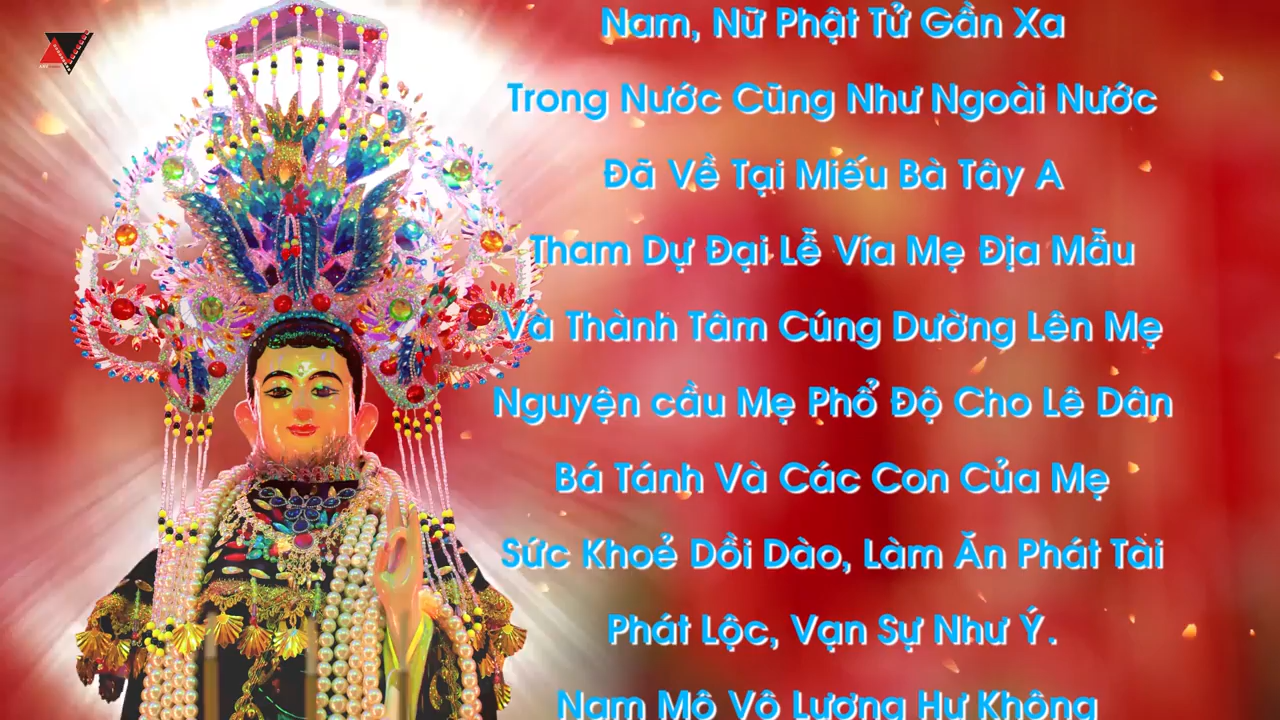 Nam, Nữ Phật Tử Gần Xa
Trong Nước Cũng Như Ngoài Nước
Đã Về Tại Miếu Bà Tây A
Tham Dự Đại Lễ Vía Mẹ Địa Mẫu
Và Thành Tâm Cúng Dường Lên Mẹ
Nguyện cầu Mẹ Phổ Độ Cho Lê Dân
Bá Tánh Và Các Con Của Mẹ
Sức Khoẻ Dồi Dào, Làm Ăn Phát Tài
Phát Lộc, Vạn Sự Như Ý.
Nam Mô Vô Lượng Hư Không